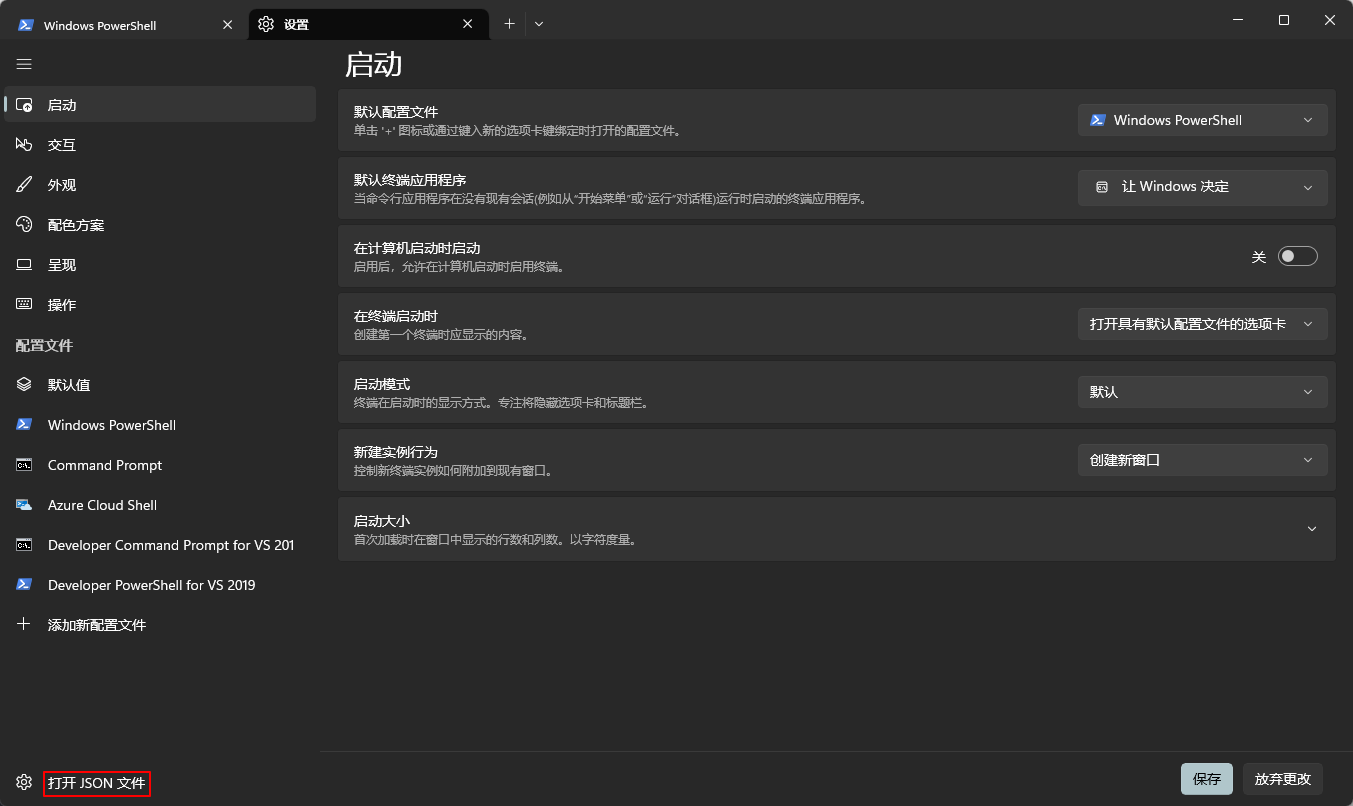 Windows PowerShell
设置
启动
交互
外观
配色方案
呈现
操作
配置文件
默认值
Windows PowerShell
Command Prompt
Azure Cloud Shell
Developer Command Prompt for VS 201
Developer PowerShell for VS 2019
添加新配置文件
打开 JSON 文件
启动
默认配置文件
单击 '+' 图标或通过键入新的选项卡键绑定时打开的配置文件。
Windows PowerShell
默认终端应用程序
当命令行应用程序在没有现有会话(例如从"开始菜单"或"运行"对话框)运行时启动的终端应用程序。
让 Windows 决定
在计算机启动时启动
启用后，允许在计算机启动时启用终端。
关
在终端启动时
创建第一个终端时应显示的内容。
打开具有默认配置文件的选项卡
启动模式
终端在启动时的显示方式。专注将隐藏选项卡和标题栏。
默认
新建实例行为
控制新终端实例如何附加到现有窗口。
创建新窗口
启动大小
首次加载时在窗口中显示的行数和列数。以字符度量。
保存
放弃更改